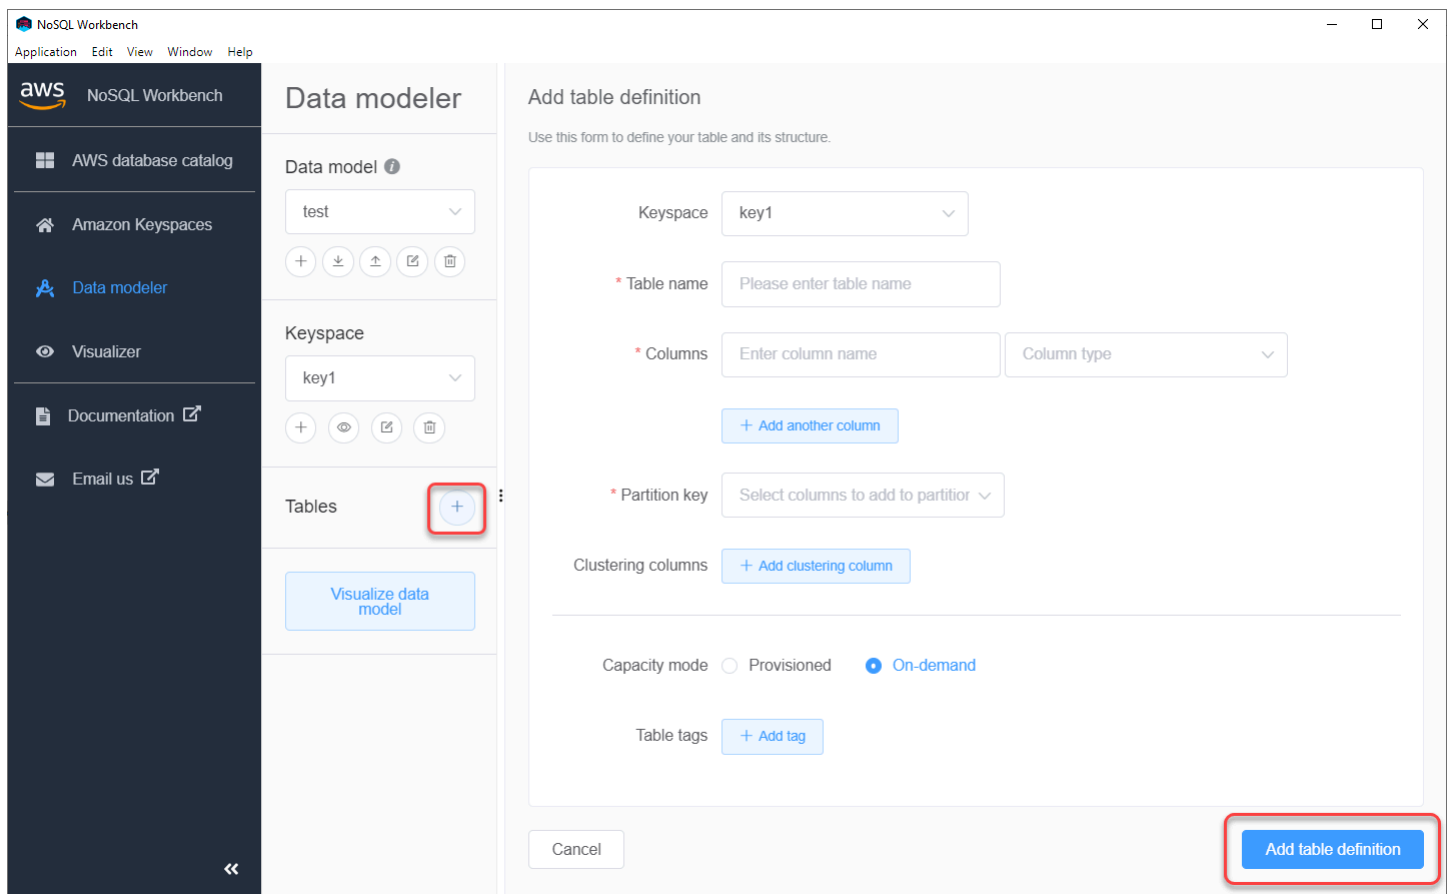 NoSQL Workbench
Application Edit View Window Help
aws NoSQL Workbench
AWS database catalog
Amazon Keyspaces
Data modeler
Visualizer
Documentation
Email us
Data modeler
Data model
test
Keyspace
key1
Tables
Visualize data
model
Add table definition
Use this form to define your table and its structure.
Keyspace key1
* Table name Please enter table name
* Columns Enter column name Column type
+ Add another column
* Partition key Select columns to add to partition
Clustering columns + Add clustering column
Capacity mode Provisioned On-demand
Table tags + Add tag
Cancel Add table definition